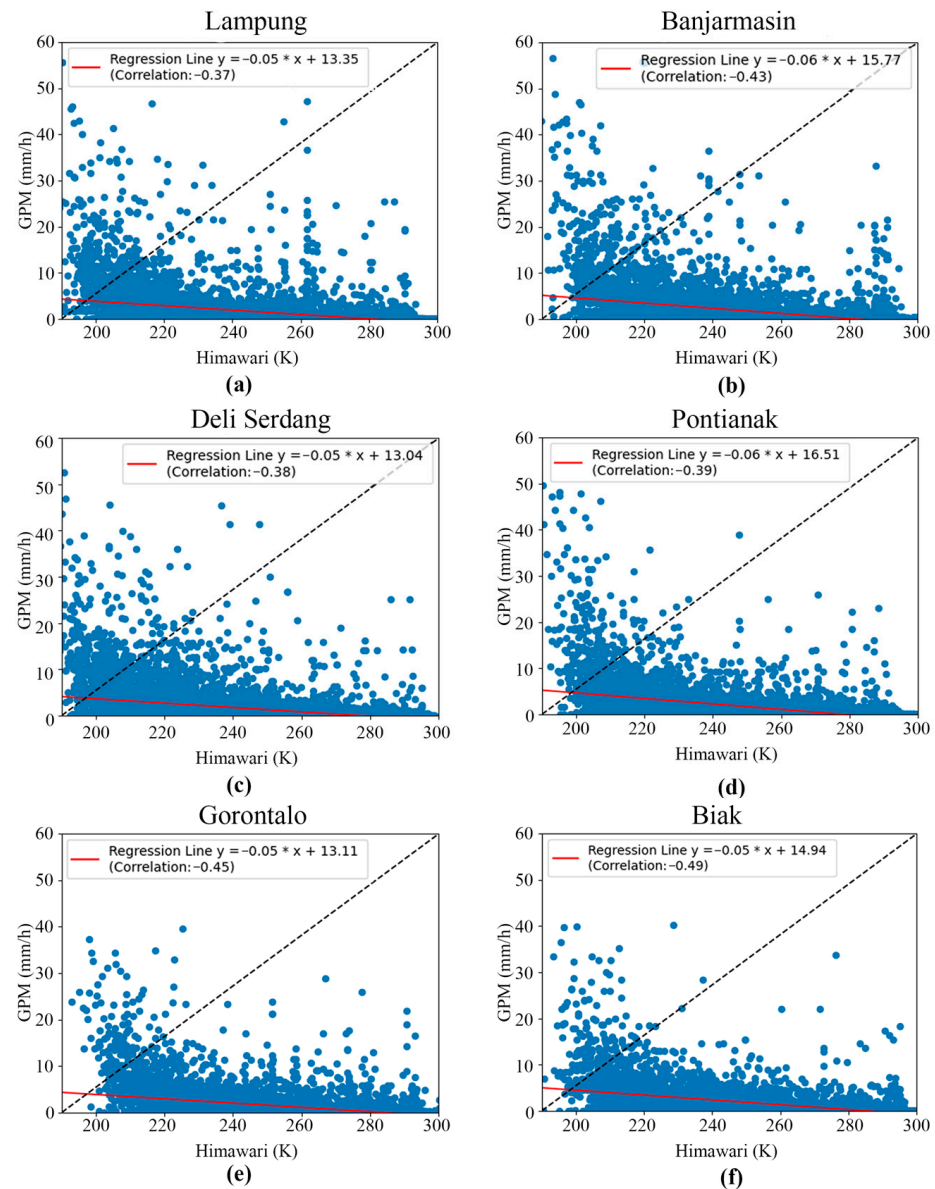 Lampung
Regression Line y = −0.05 * x + 13.35
(Correlation: −0.37)
60
50
40
30
20
10
0
GPM (mm/h)
200 220 240 260 280 300
Himawari (K)
(a)
Banjarmasin
Regression Line y = −0.06 * x + 15.77
(Correlation: −0.43)
60
50
40
30
20
10
0
GPM (mm/h)
200 220 240 260 280 300
Himawari (K)
(b)
Deli Serdang
Regression Line y = −0.05 * x + 13.04
(Correlation: −0.38)
60
50
40
30
20
10
0
GPM (mm/h)
200 220 240 260 280 300
Himawari (K)
(c)
Pontianak
Regression Line y = −0.06 * x + 16.51
(Correlation: −0.39)
60
50
40
30
20
10
0
GPM (mm/h)
200 220 240 260 280 300
Himawari (K)
(d)
Gorontalo
Regression Line y = −0.05 * x + 13.11
(Correlation: −0.45)
60
50
40
30
20
10
0
GPM (mm/h)
200 220 240 260 280 300
Himawari (K)
(e)
Biak
Regression Line y = −0.05 * x + 14.94
(Correlation: −0.49)
60
50
40
30
20
10
0
GPM (mm/h)
200 220 240 260 280 300
Himawari (K)
(f)